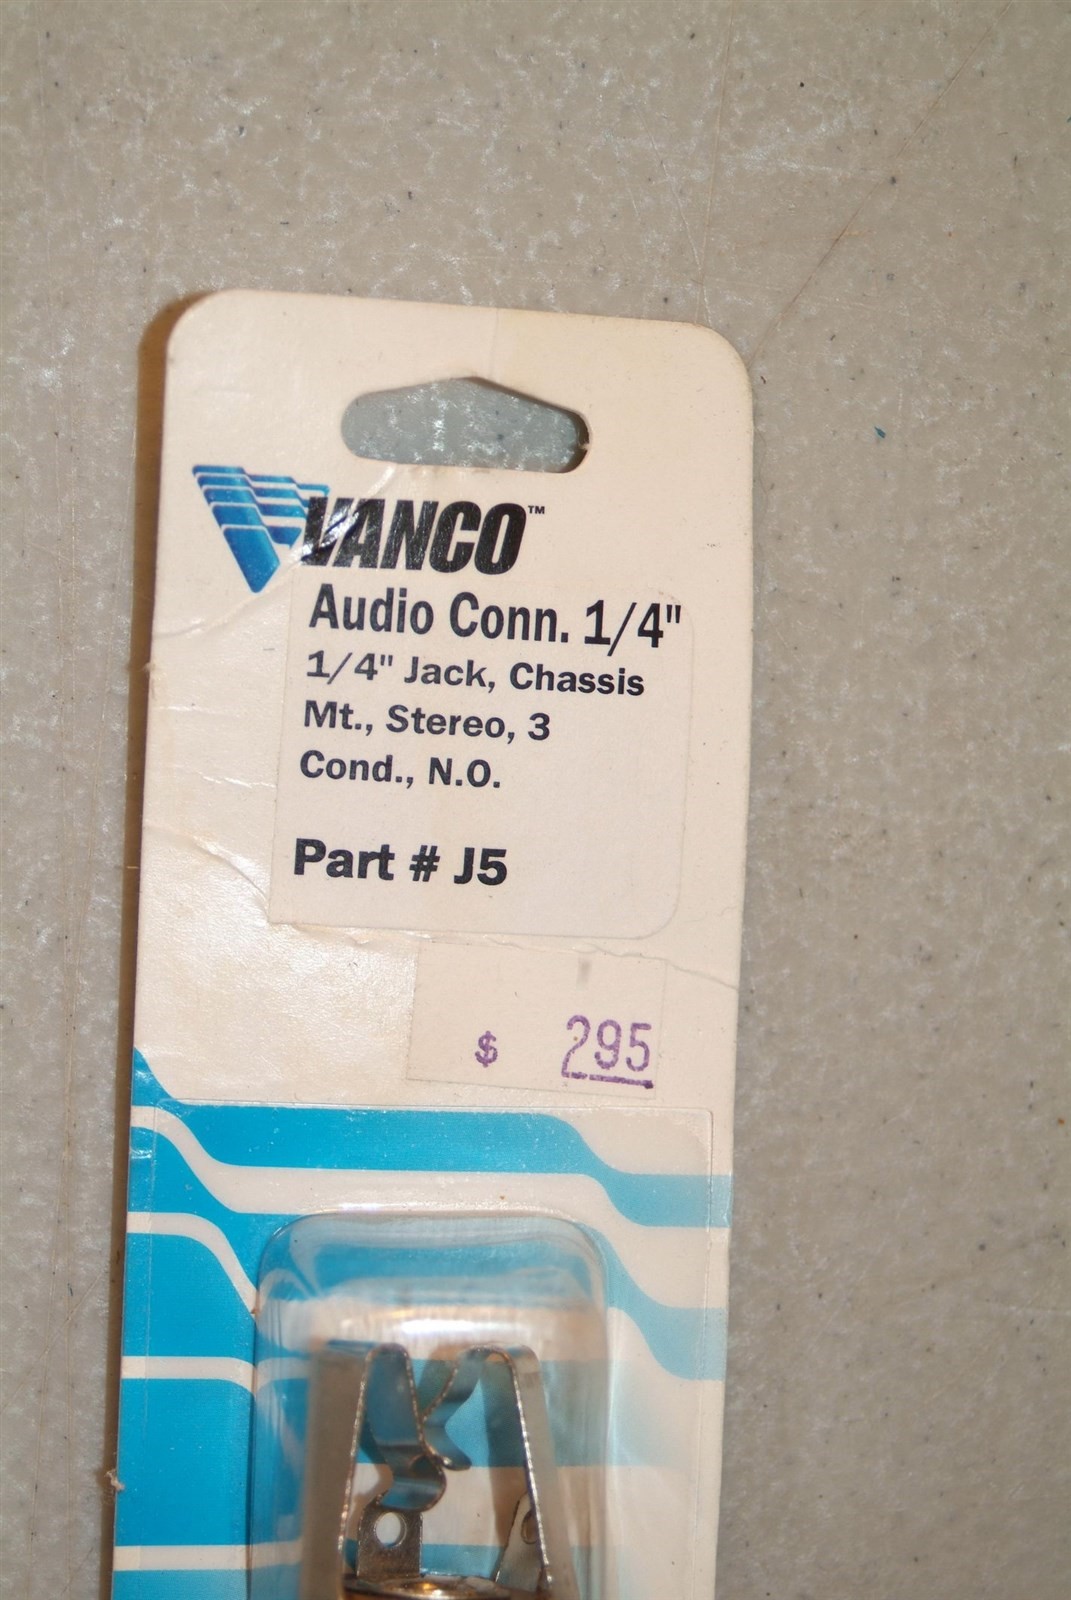 VANCO™
Audio Conn. 1/4"
1/4" Jack, Chassis
Mt., Stereo, 3
Cond., N.O.
Part # J5
$ 295